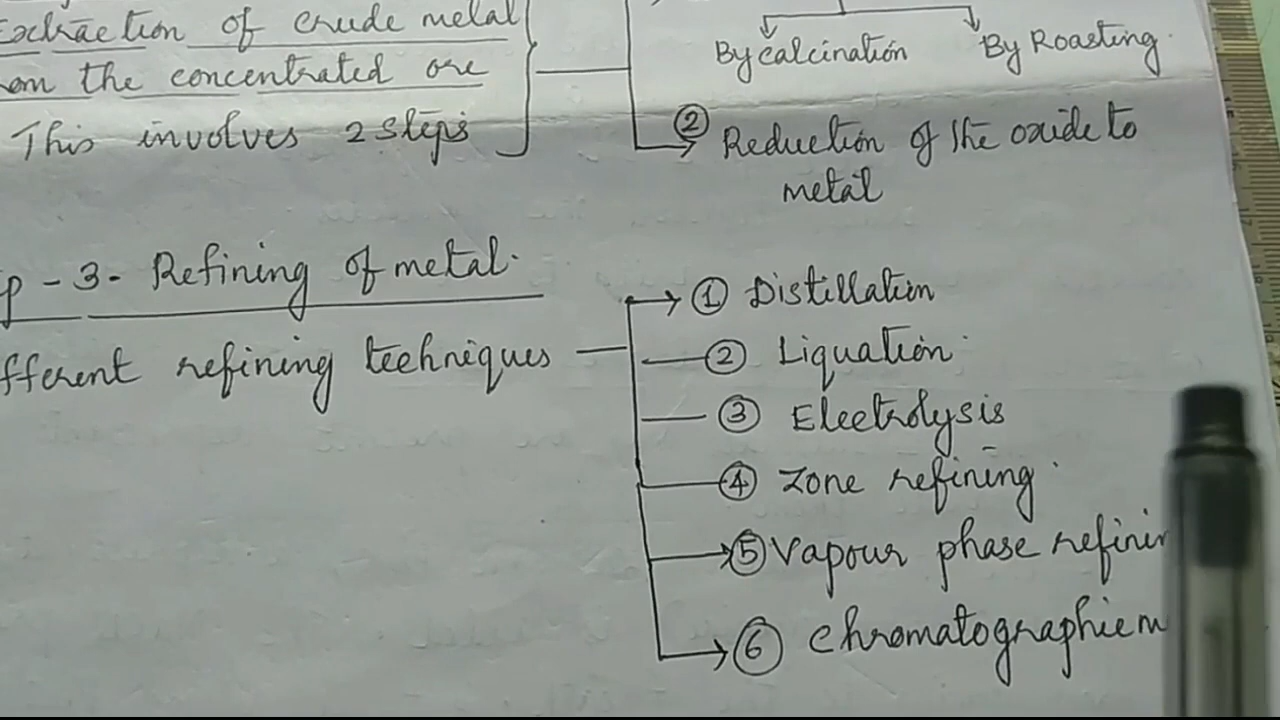 Extraction of crude metal
om the concentrated ore
This involves 2 steps
By calcination
By Roasting.
② Reduction of the oxide to
metal
p - 3 - Refining of metal.
fferent refining techniques
① Distillation
② Liquation
③ Electrolysis
④ Zone refining
⑤ Vapour phase refinin
⑥ chromatographic m